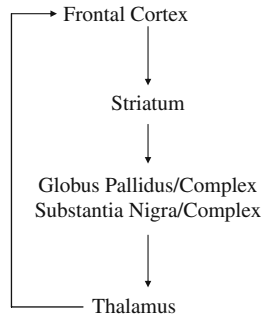 Frontal Cortex
Striatum
Globus Pallidus/Complex
Substantia Nigra/Complex
Thalamus